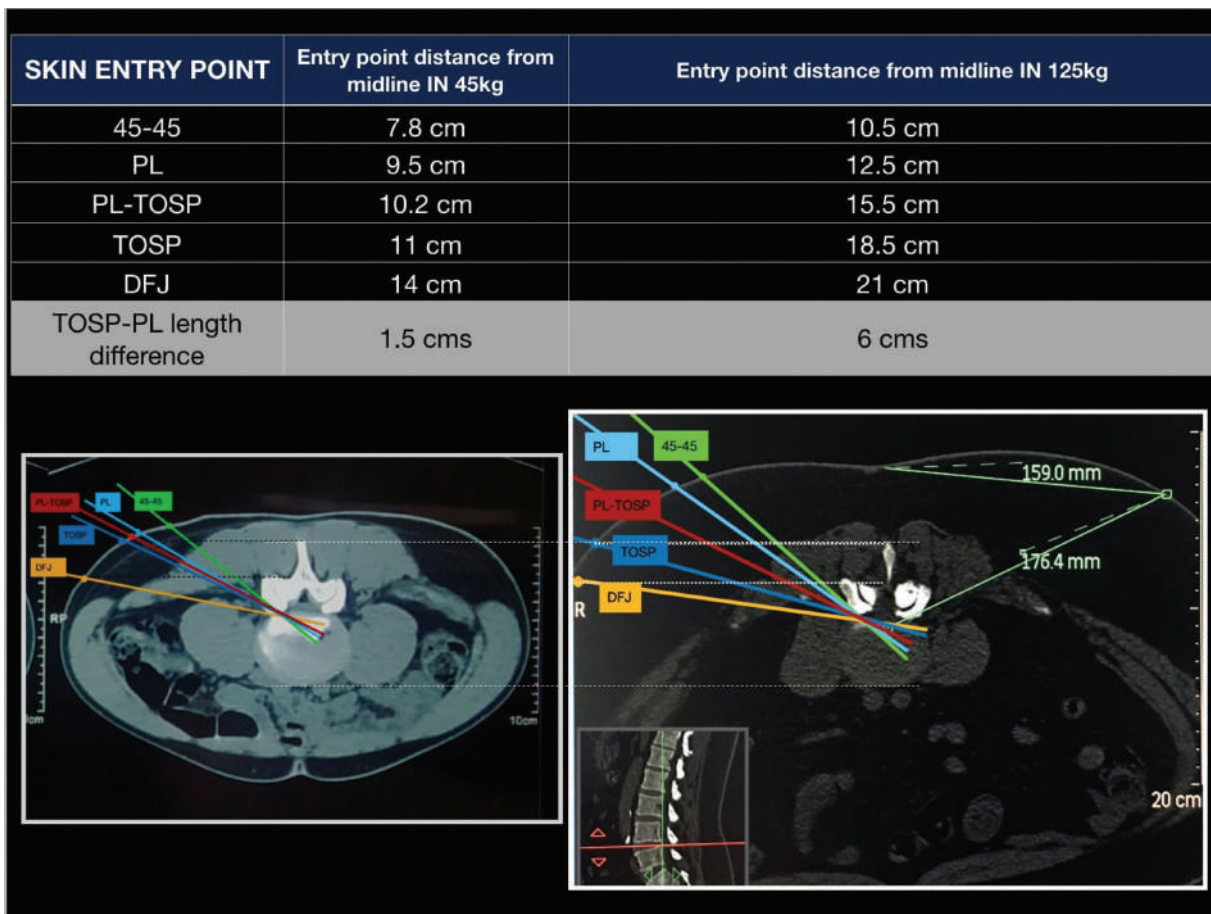 SKIN ENTRY POINT
Entry point distance from
midline IN 45kg
Entry point distance from midline IN 125kg
45-45
7.8 cm
10.5 cm
PL
9.5 cm
12.5 cm
PL-TOSP
10.2 cm
15.5 cm
TOSP
11 cm
18.5 cm
DFJ
14 cm
21 cm
TOSP-PL length
difference
1.5 cms
6 cms
PL-TOSP
PL
45-45
TOSP
DFJ
RP
10cm
PL
45-45
159.0 mm
PL-TOSP
TOSP
176.4 mm
DFJ
R
20 cm